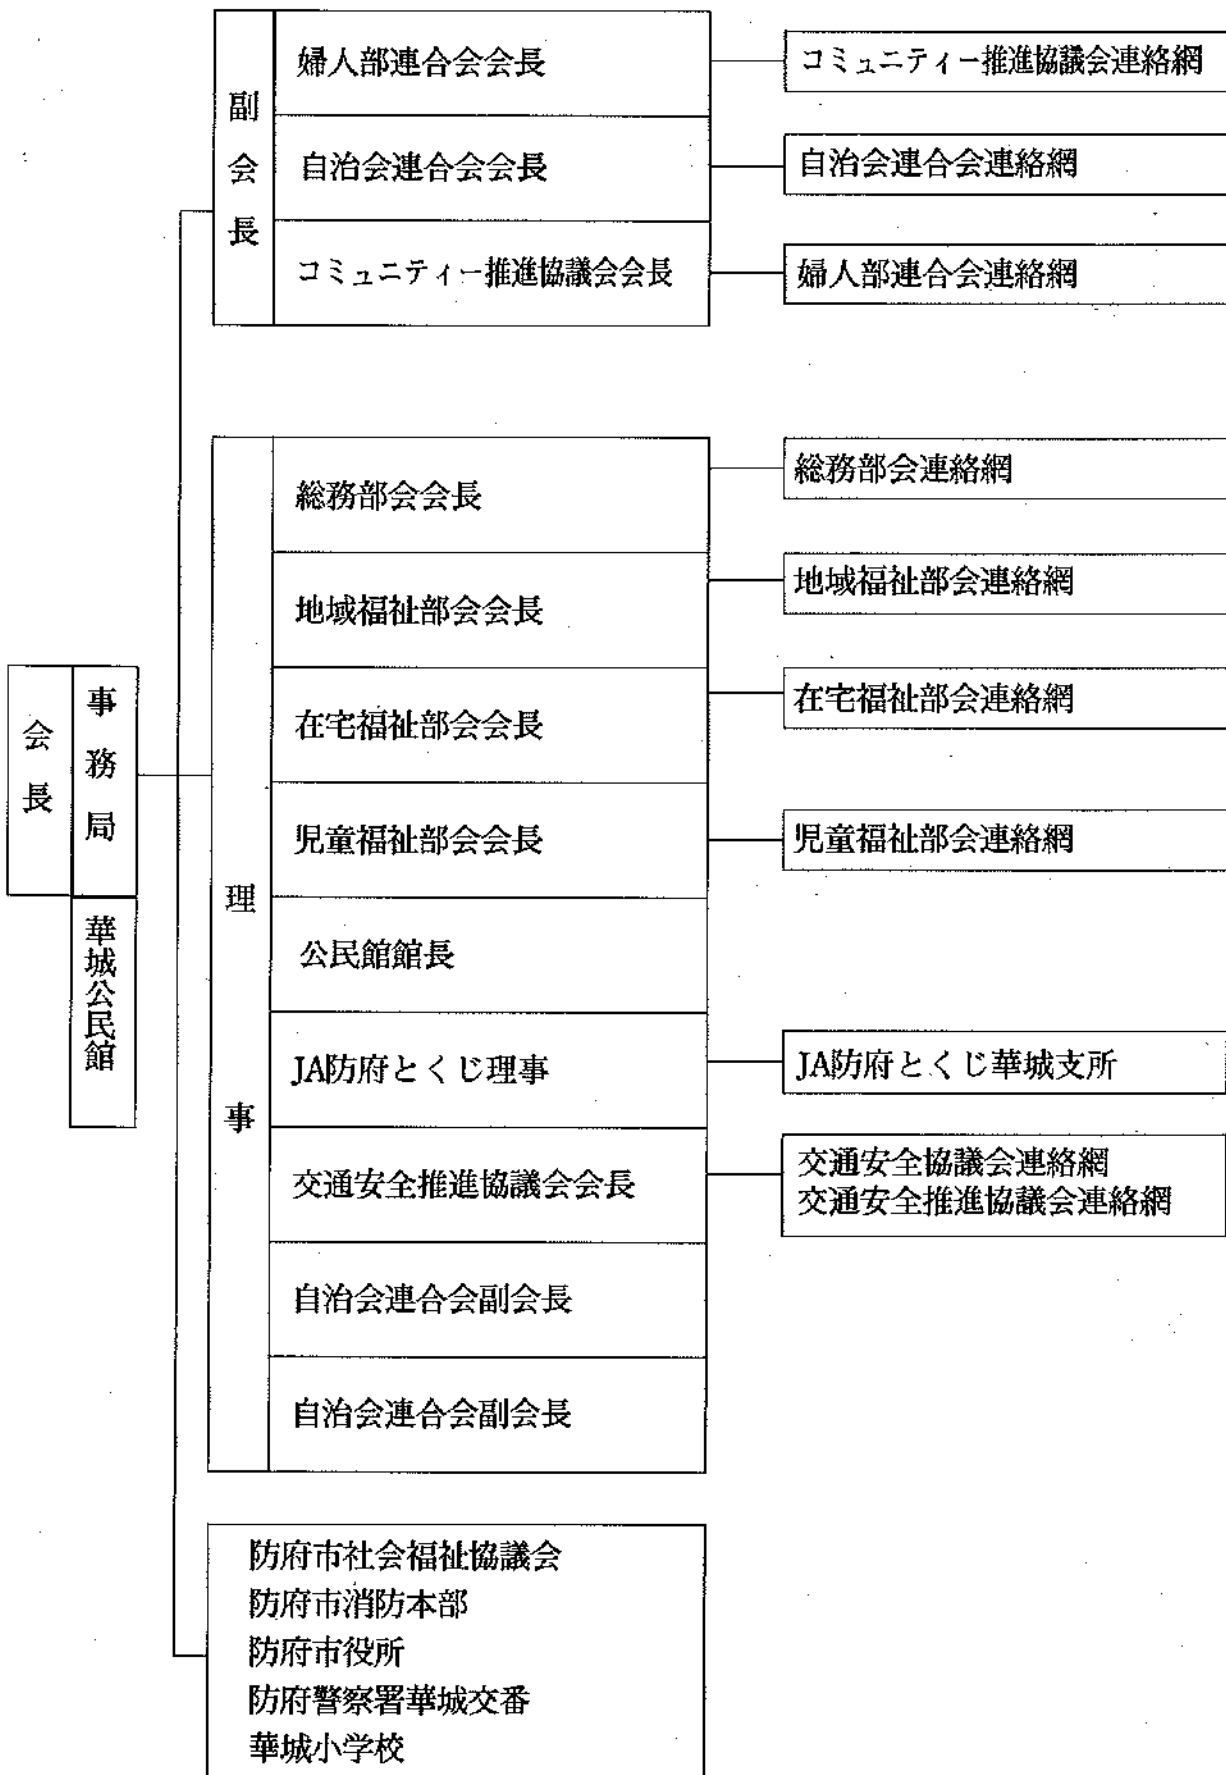 会長
事務局
華城公民館
副会長
婦人部連合会会長
コミュニティー推進協議会連絡網
自治会連合会会長
自治会連合会連絡網
コミュニティー推進協議会会長
婦人部連合会連絡網
理事
総務部会会長
総務部会連絡網
地域福祉部会会長
地域福祉部会連絡網
在宅福祉部会会長
在宅福祉部会連絡網
児童福祉部会会長
児童福祉部会連絡網
公民館館長
JA防府とくじ理事
JA防府とくじ華城支所
交通安全推進協議会会長
交通安全協議会連絡網
交通安全推進協議会連絡網
自治会連合会副会長
自治会連合会副会長
防府市社会福祉協議会
防府市消防本部
防府市役所
防府警察署華城交番
華城小学校